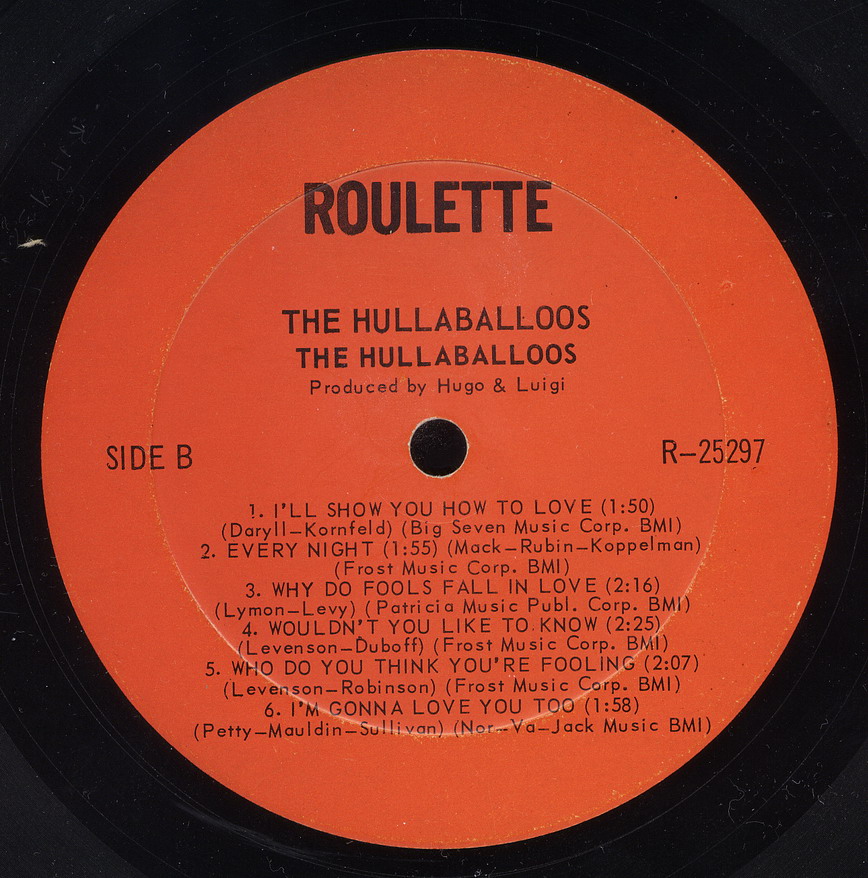 ROULETTE
THE HULLABALLOOS
THE HULLABALLOOS
Produced by Hugo & Luigi
SIDE B
R-25297
1. I'LL SHOW YOU HOW TO LOVE (1:50)
(Daryll-Kornfeld) (Big Seven Music Corp. BMI)
2. EVERY NIGHT (1:55) (Mack-Rubin-Koppelman)
(Frost Music Corp. BMI)
3. WHY DO FOOLS FALL IN LOVE (2:16)
(Lymon-Levy) (Patricia Music Publ. Corp. BMI)
4. WOULDN'T YOU LIKE TO KNOW (2:25)
(Levenson-Duboff) (Frost Music Corp. BMI)
5. WHO DO YOU THINK YOU'RE FOOLING (2:07)
(Levenson-Robinson) (Frost Music Corp. BMI)
6. I'M GONNA LOVE YOU TOO (1:58)
(Petty-Mauldin-Sullivan) (Nor-Va-Jack Music BMI)